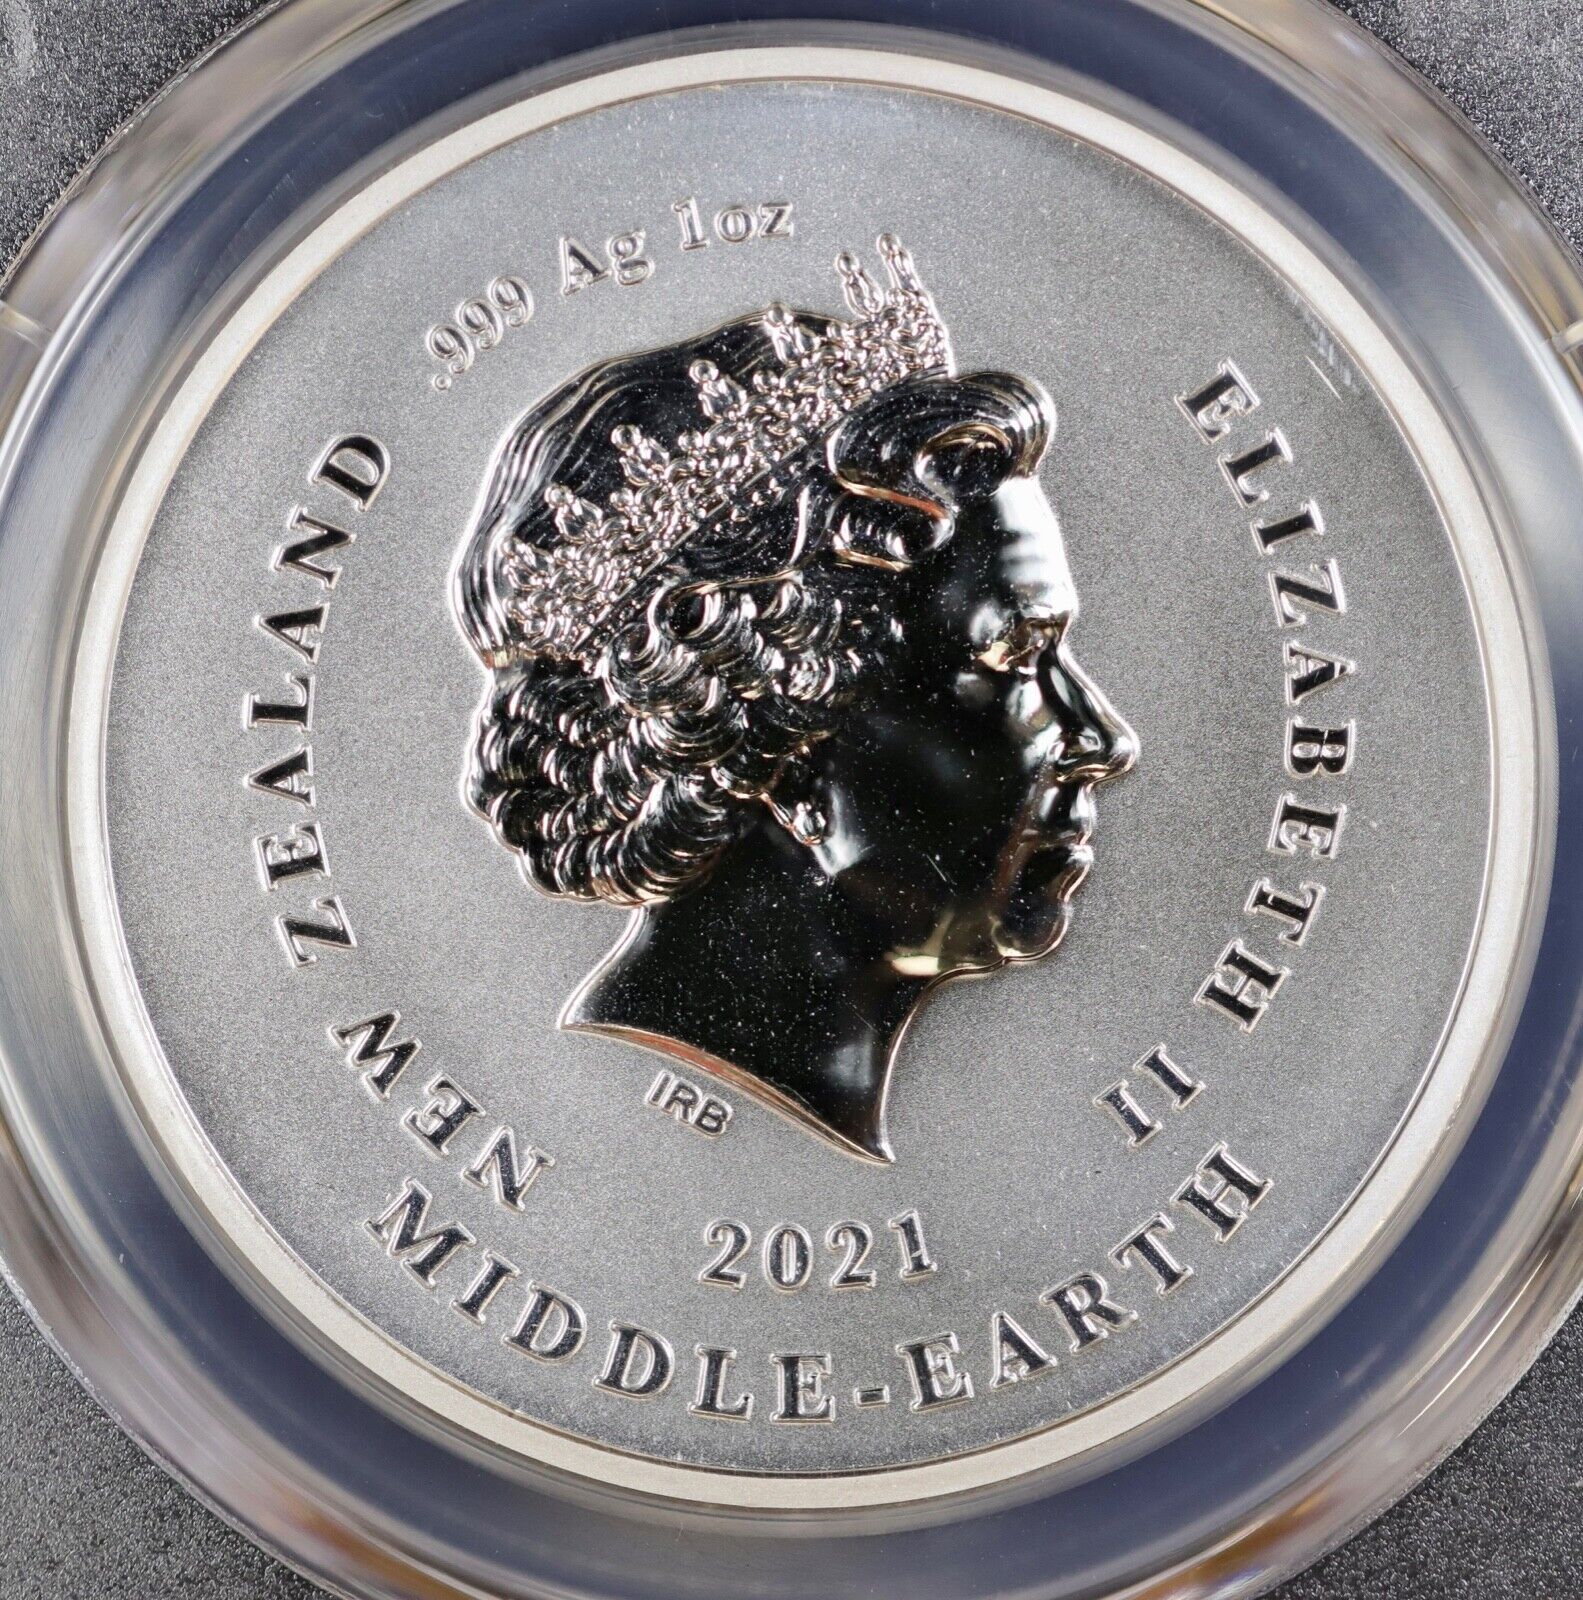 .999 Ag 1oz
NEW ZEALAND
ELIZABETH II
IRB
2021
MIDDLE-EARTH